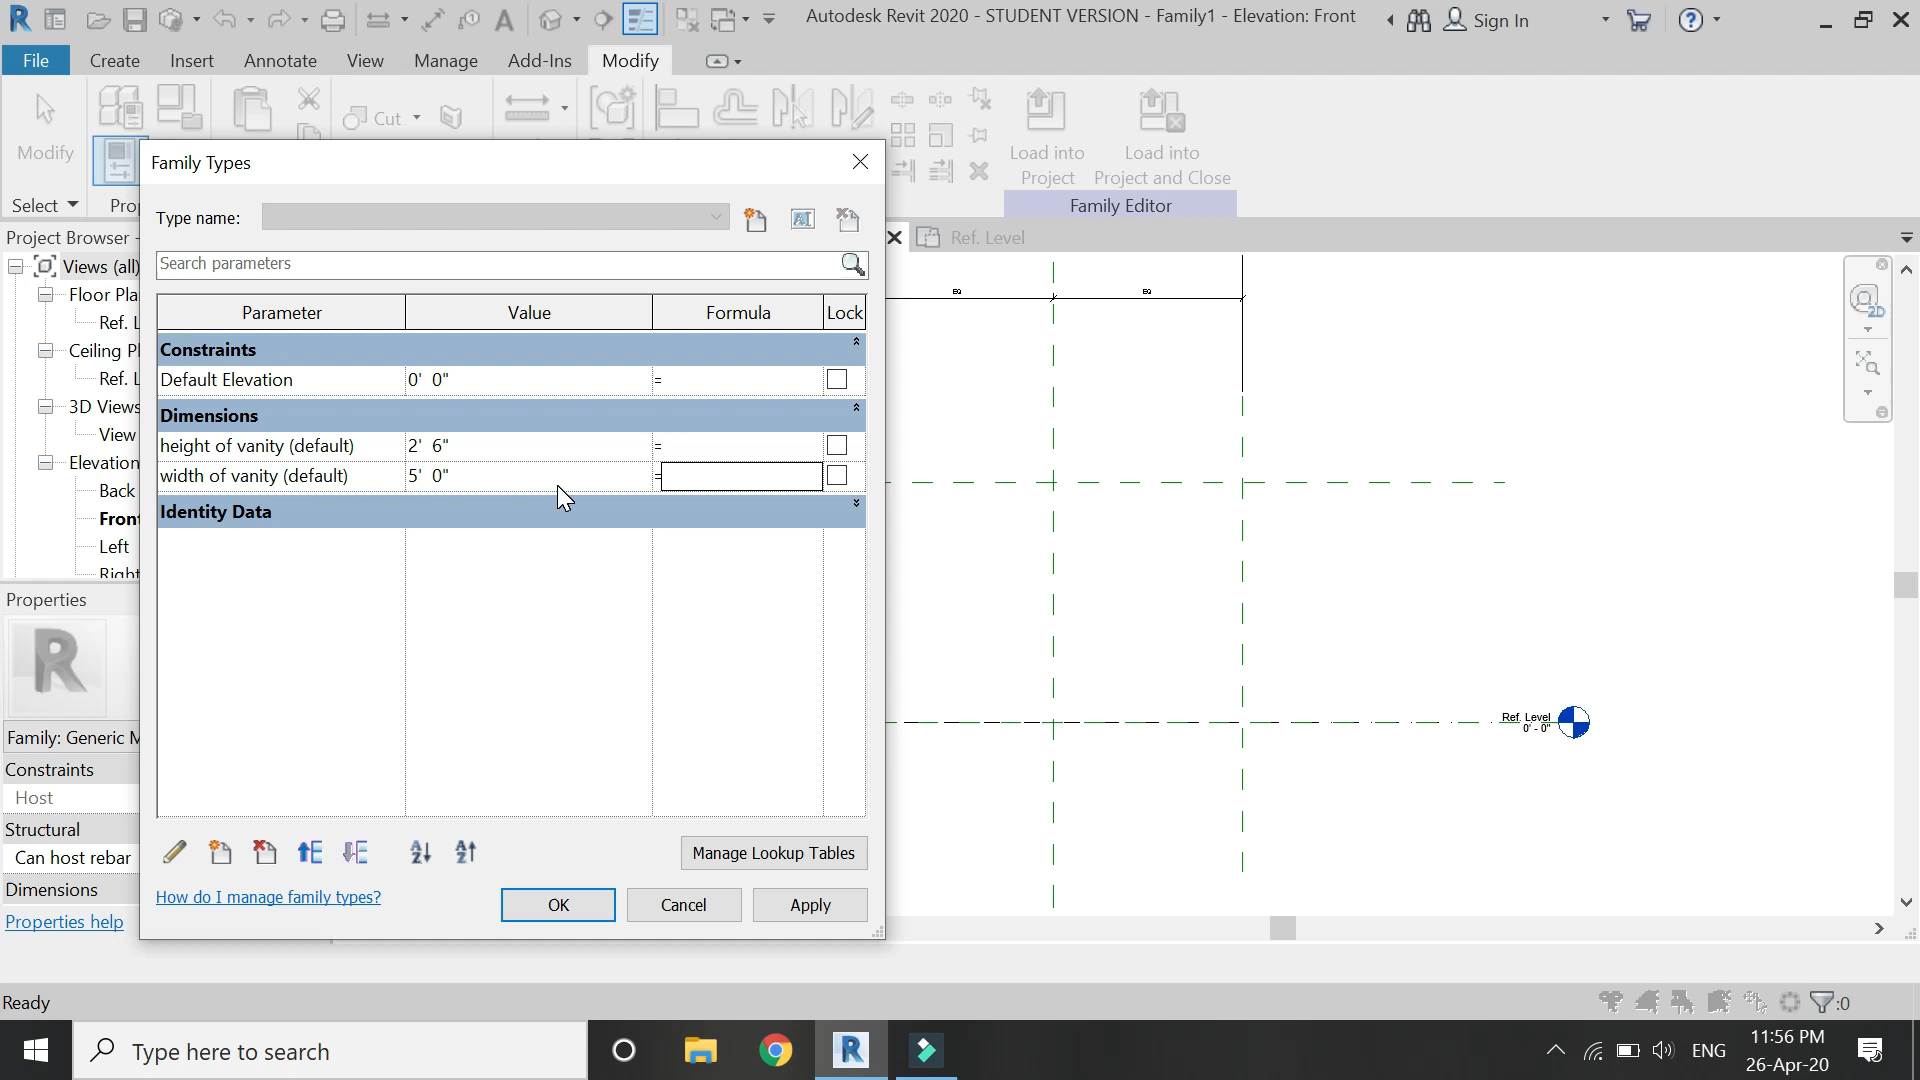 Autodesk Revit 2020 - STUDENT VERSION - Family1 - Elevation: Front
Sign In
File
Create
Insert
Annotate
View
Manage
Add-Ins
Modify
Modify
Cut
Load into
Project
Load into
Project and Close
Select
Prop
Family Editor
Family Types
Type name:
Project Browser -
Ref. Level
Search parameters
Views (all)
Floor Pla
Ref. L
Ceiling Pl
Ref. L
3D Views
View
Elevation
Back
Front
Left
Right
Parameter
Value
Formula
Lock
Constraints
Default Elevation
0'  0"
=
Dimensions
height of vanity (default)
2'  6"
=
width of vanity (default)
5'  0"
=
Identity Data
EQ
EQ
2D
Ref. Level
0' - 0"
Properties
Family: Generic M
Constraints
Host
Structural
Can host rebar
Dimensions
Properties help
Manage Lookup Tables
How do I manage family types?
OK
Cancel
Apply
Ready
:0
Type here to search
ENG
11:56 PM
26-Apr-20